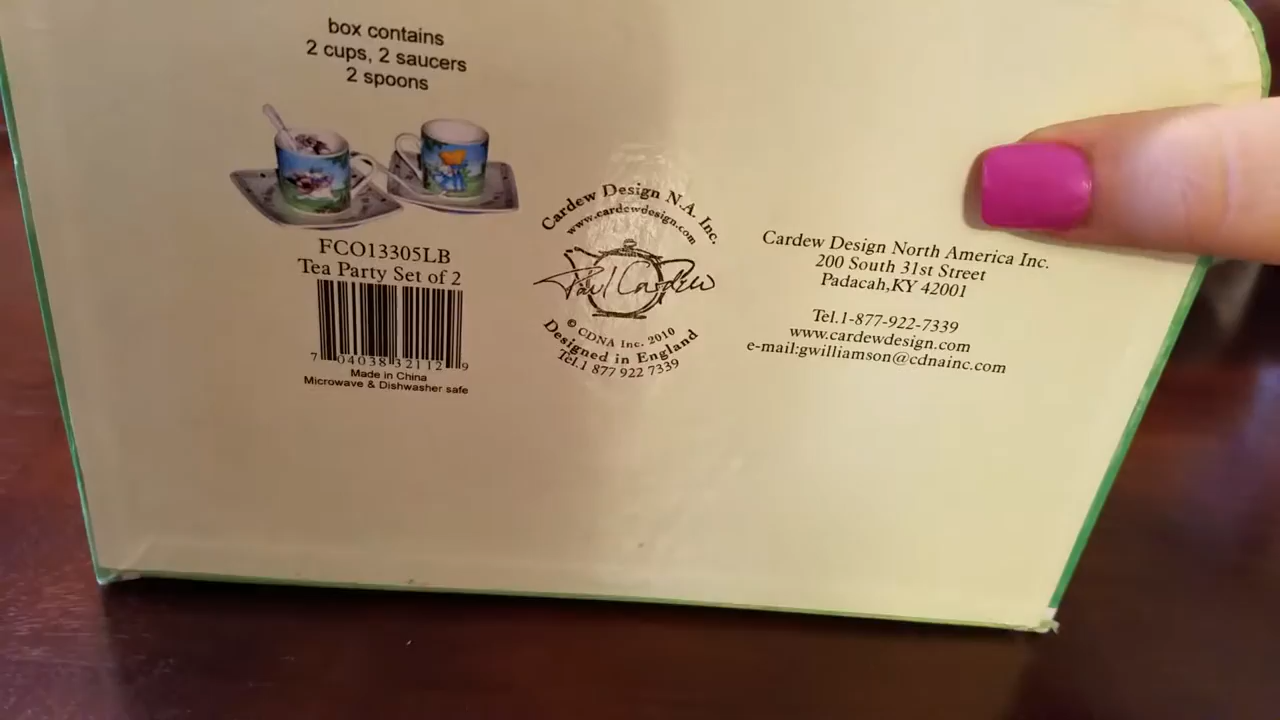 box contains
2 cups, 2 saucers
2 spoons
FCO13305LB
Tea Party Set of 2
7 04038 32112 9
Made in China
Microwave & Dishwasher safe
Cardew Design N.A. Inc.
www.cardewdesign.com
Paul Cardew
© CDNA Inc. 2010
Designed in England
Tel.1 877 922 7339
Cardew Design North America Inc.
200 South 31st Street
Padacah,KY 42001
Tel.1-877-922-7339
www.cardewdesign.com
e-mail:gwilliamson@cdnainc.com